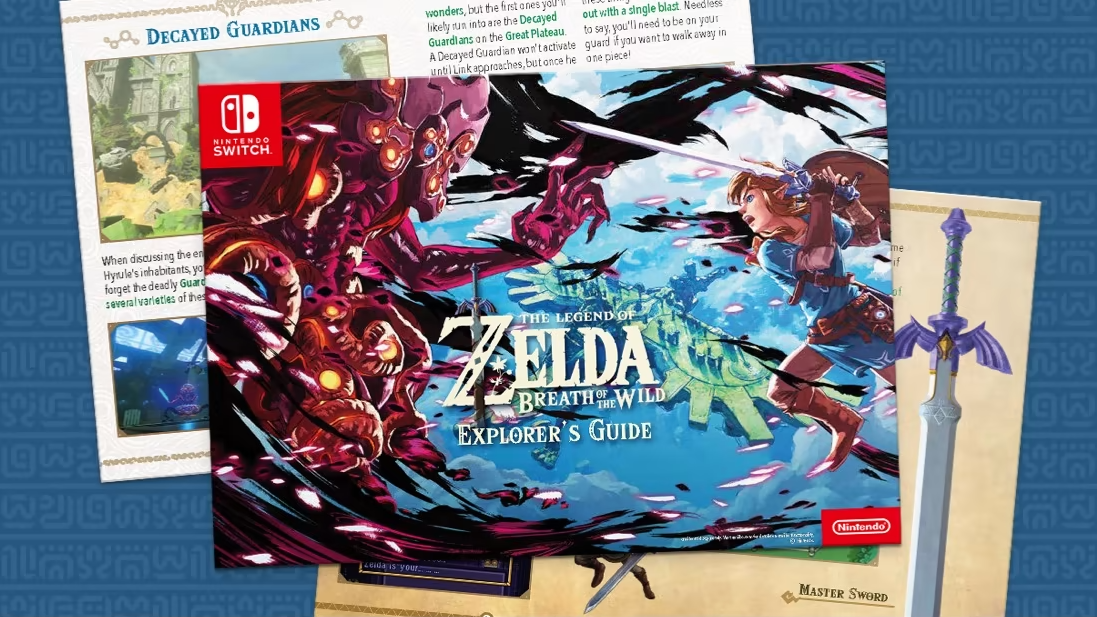 DECAYED GUARDIANS
wonders, but the first ones you'll
likely run into are the Decayed
Guardians on the Great Plateau.
A Decayed Guardian won't activate
until Link approaches, but once he
out with a single blast. Needless
to say, you'll need to be on your
guard if you want to walk away in
one piece!
NINTENDO
SWITCH
When discussing the
Hyrule's inhabitants,
forget the deadly
several varieties of
THE LEGEND OF
ZELDA
BREATH OF THE WILD
EXPLORER'S GUIDE
Nintendo
Zelda is your
MASTER SWORD